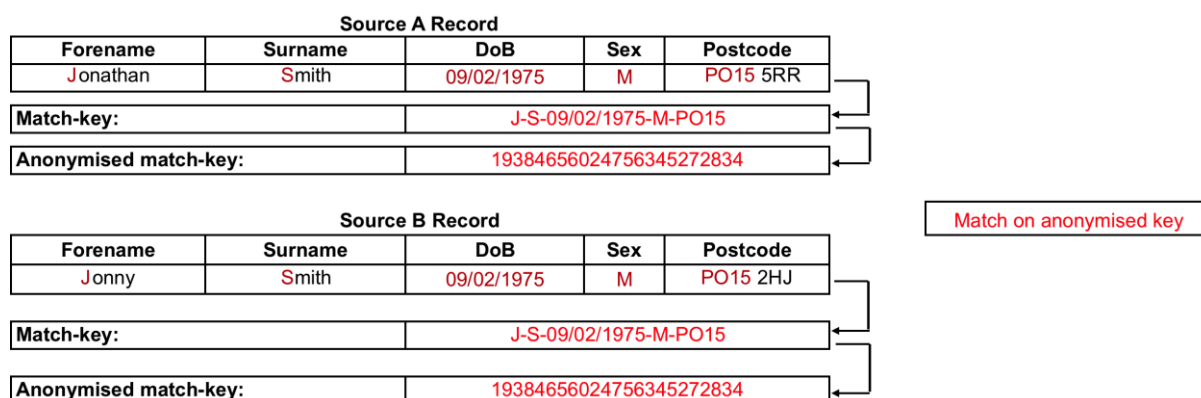 Source A Record
Forename Surname DoB Sex Postcode
Jonathan Smith 09/02/1975 M PO15 5RR
Match-key: J-S-09/02/1975-M-PO15
Anonymised match-key: 19384656024756345272834
Source B Record
Match on anonymised key
Forename Surname DoB Sex Postcode
Jonny Smith 09/02/1975 M PO15 2HJ
Match-key: J-S-09/02/1975-M-PO15
Anonymised match-key: 19384656024756345272834